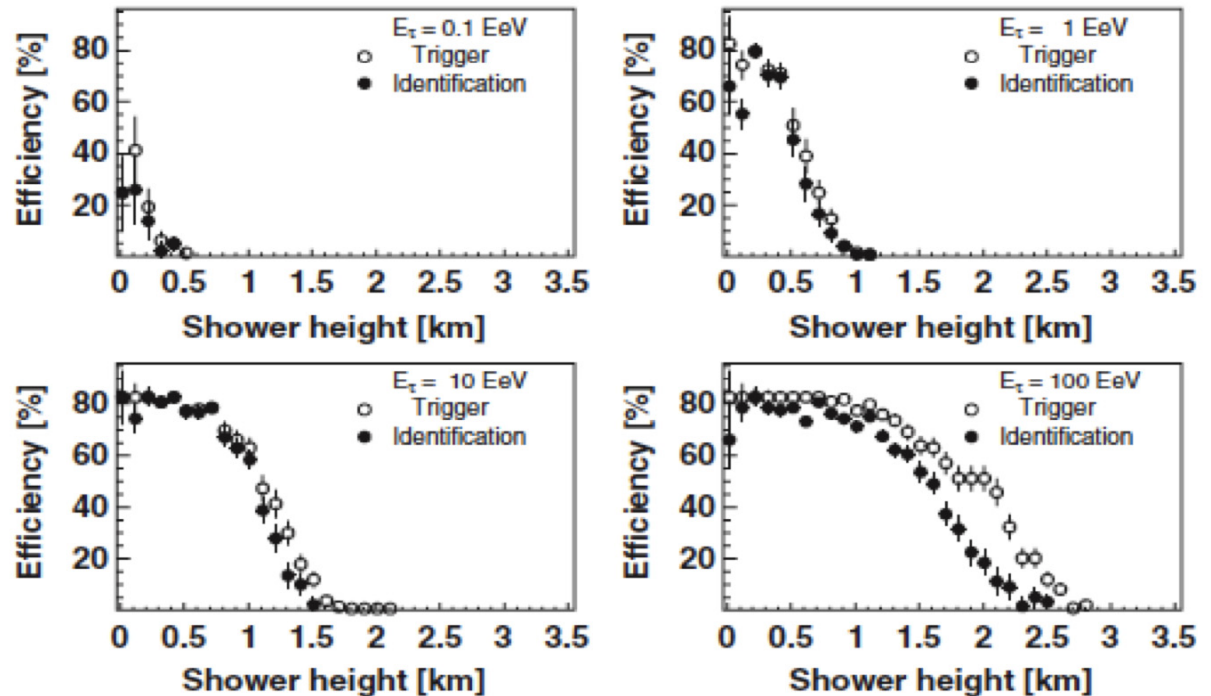 E_τ = 0.1 EeV
Trigger
Identification
Efficiency [%]
80
60
40
20
0 0.5 1 1.5 2 2.5 3 3.5
Shower height [km]
E_τ = 1 EeV
Trigger
Identification
Efficiency [%]
80
60
40
20
0 0.5 1 1.5 2 2.5 3 3.5
Shower height [km]
E_τ = 10 EeV
Trigger
Identification
Efficiency [%]
80
60
40
20
0 0.5 1 1.5 2 2.5 3 3.5
Shower height [km]
E_τ = 100 EeV
Trigger
Identification
Efficiency [%]
80
60
40
20
0 0.5 1 1.5 2 2.5 3 3.5
Shower height [km]